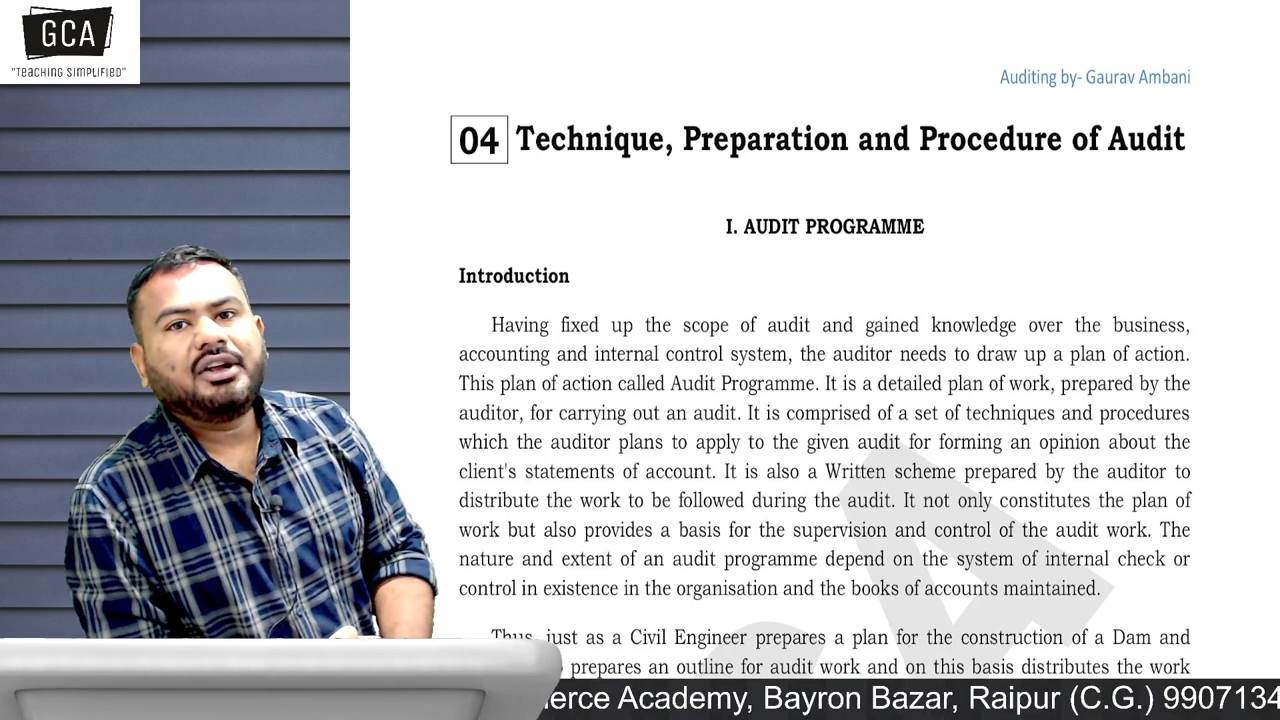 GCA
"TEACHING SIMPLIFIED"
Auditing by- Gaurav Ambani
04 Technique, Preparation and Procedure of Audit
I. AUDIT PROGRAMME
Introduction
Having fixed up the scope of audit and gained knowledge over the business,
accounting and internal control system, the auditor needs to draw up a plan of action.
This plan of action called Audit Programme. It is a detailed plan of work, prepared by the
auditor, for carrying out an audit. It is comprised of a set of techniques and procedures
which the auditor plans to apply to the given audit for forming an opinion about the
client's statements of account. It is also a Written scheme prepared by the auditor to
distribute the work to be followed during the audit. It not only constitutes the plan of
work but also provides a basis for the supervision and control of the audit work. The
nature and extent of an audit programme depend on the system of internal check or
control in existence in the organisation and the books of accounts maintained.
Thus, just as a Civil Engineer prepares a plan for the construction of a Dam and
prepares an outline for audit work and on this basis distributes the work
Academy, Bayron Bazar, Raipur (C.G.) 9907134